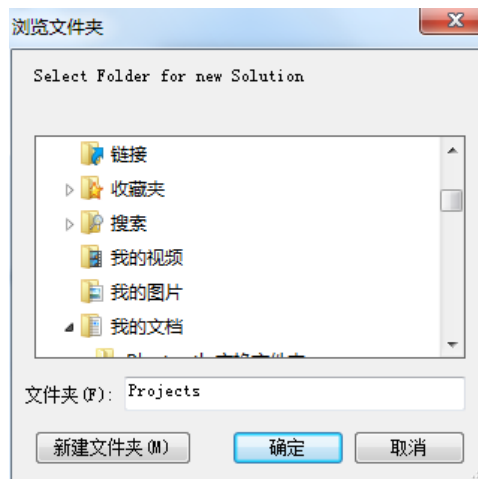 浏览文件夹
Select Folder for new Solution
链接
收藏夹
搜索
我的视频
我的图片
我的文档
文件夹(F): Projects
新建文件夹(M) 确定 取消